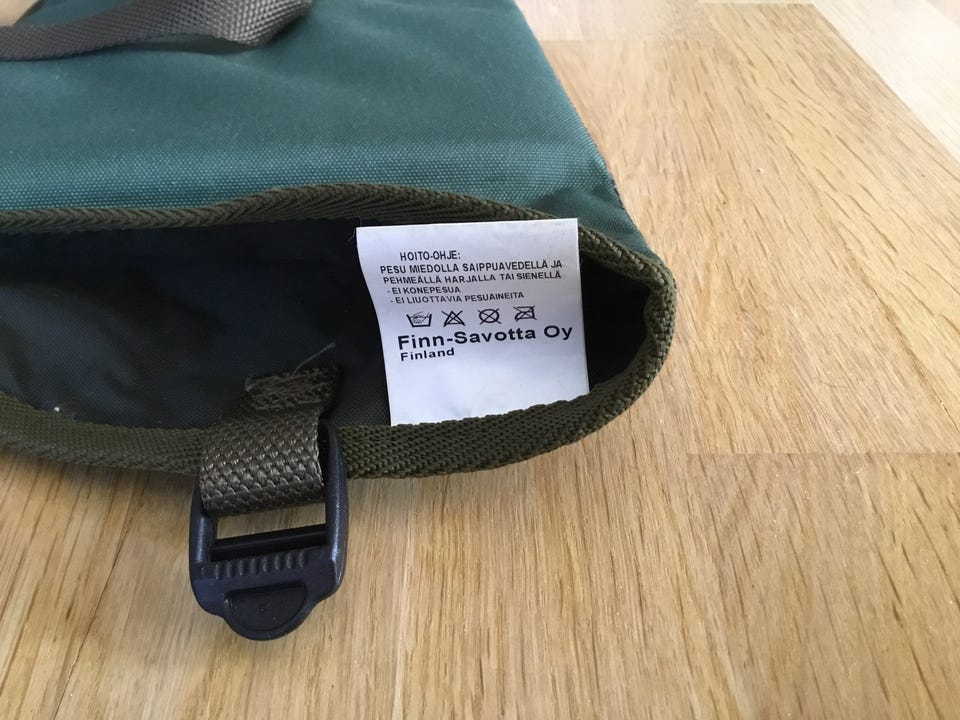 HOITO-OHJE:
PESU MIEDOLLA SAIPPUAVEDELLÄ JA
PEHMEÄLLÄ HARJALLA TAI SIENELLÄ
- EI KONEPESUA
- EI LIUOTTAVIA PESUAINEITA
Finn-Savotta Oy
Finland